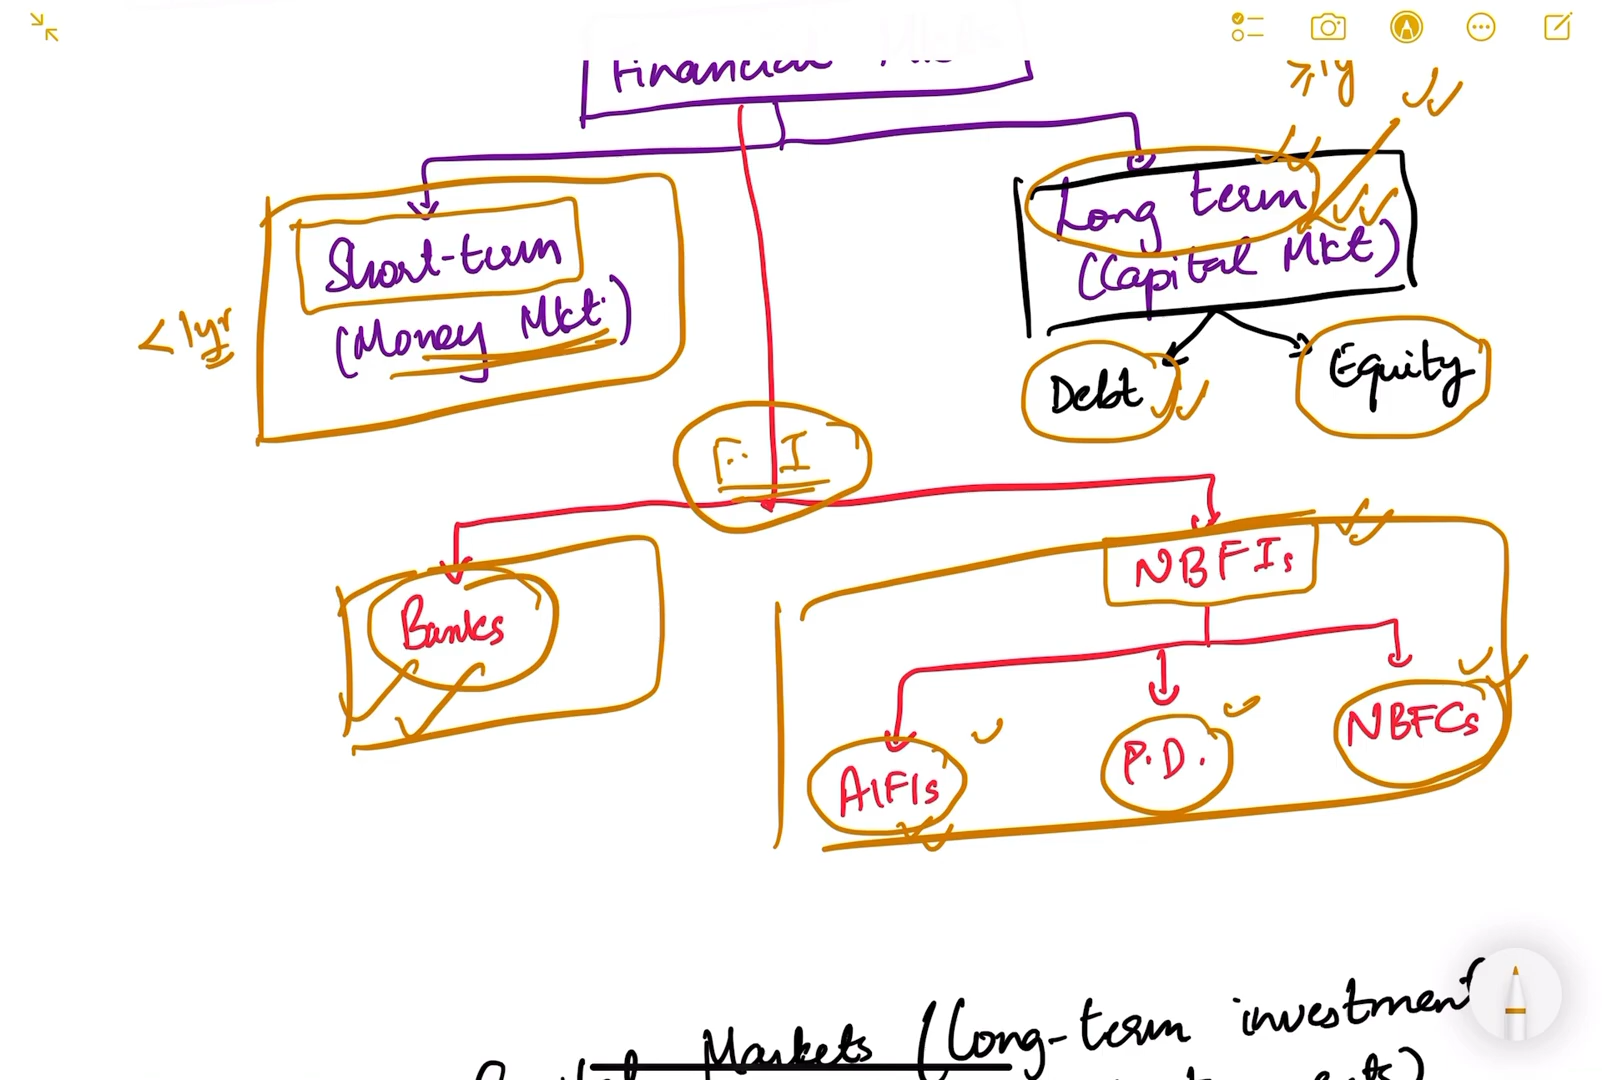 Financial
≥1y
Short-term
(Money Mkt.)
<1yr
Long term
(Capital Mkt)
Debt
Equity
F. I
Banks
NBFIs
AIFIs
P.D.
NBFCs
Markets (Long-term investment